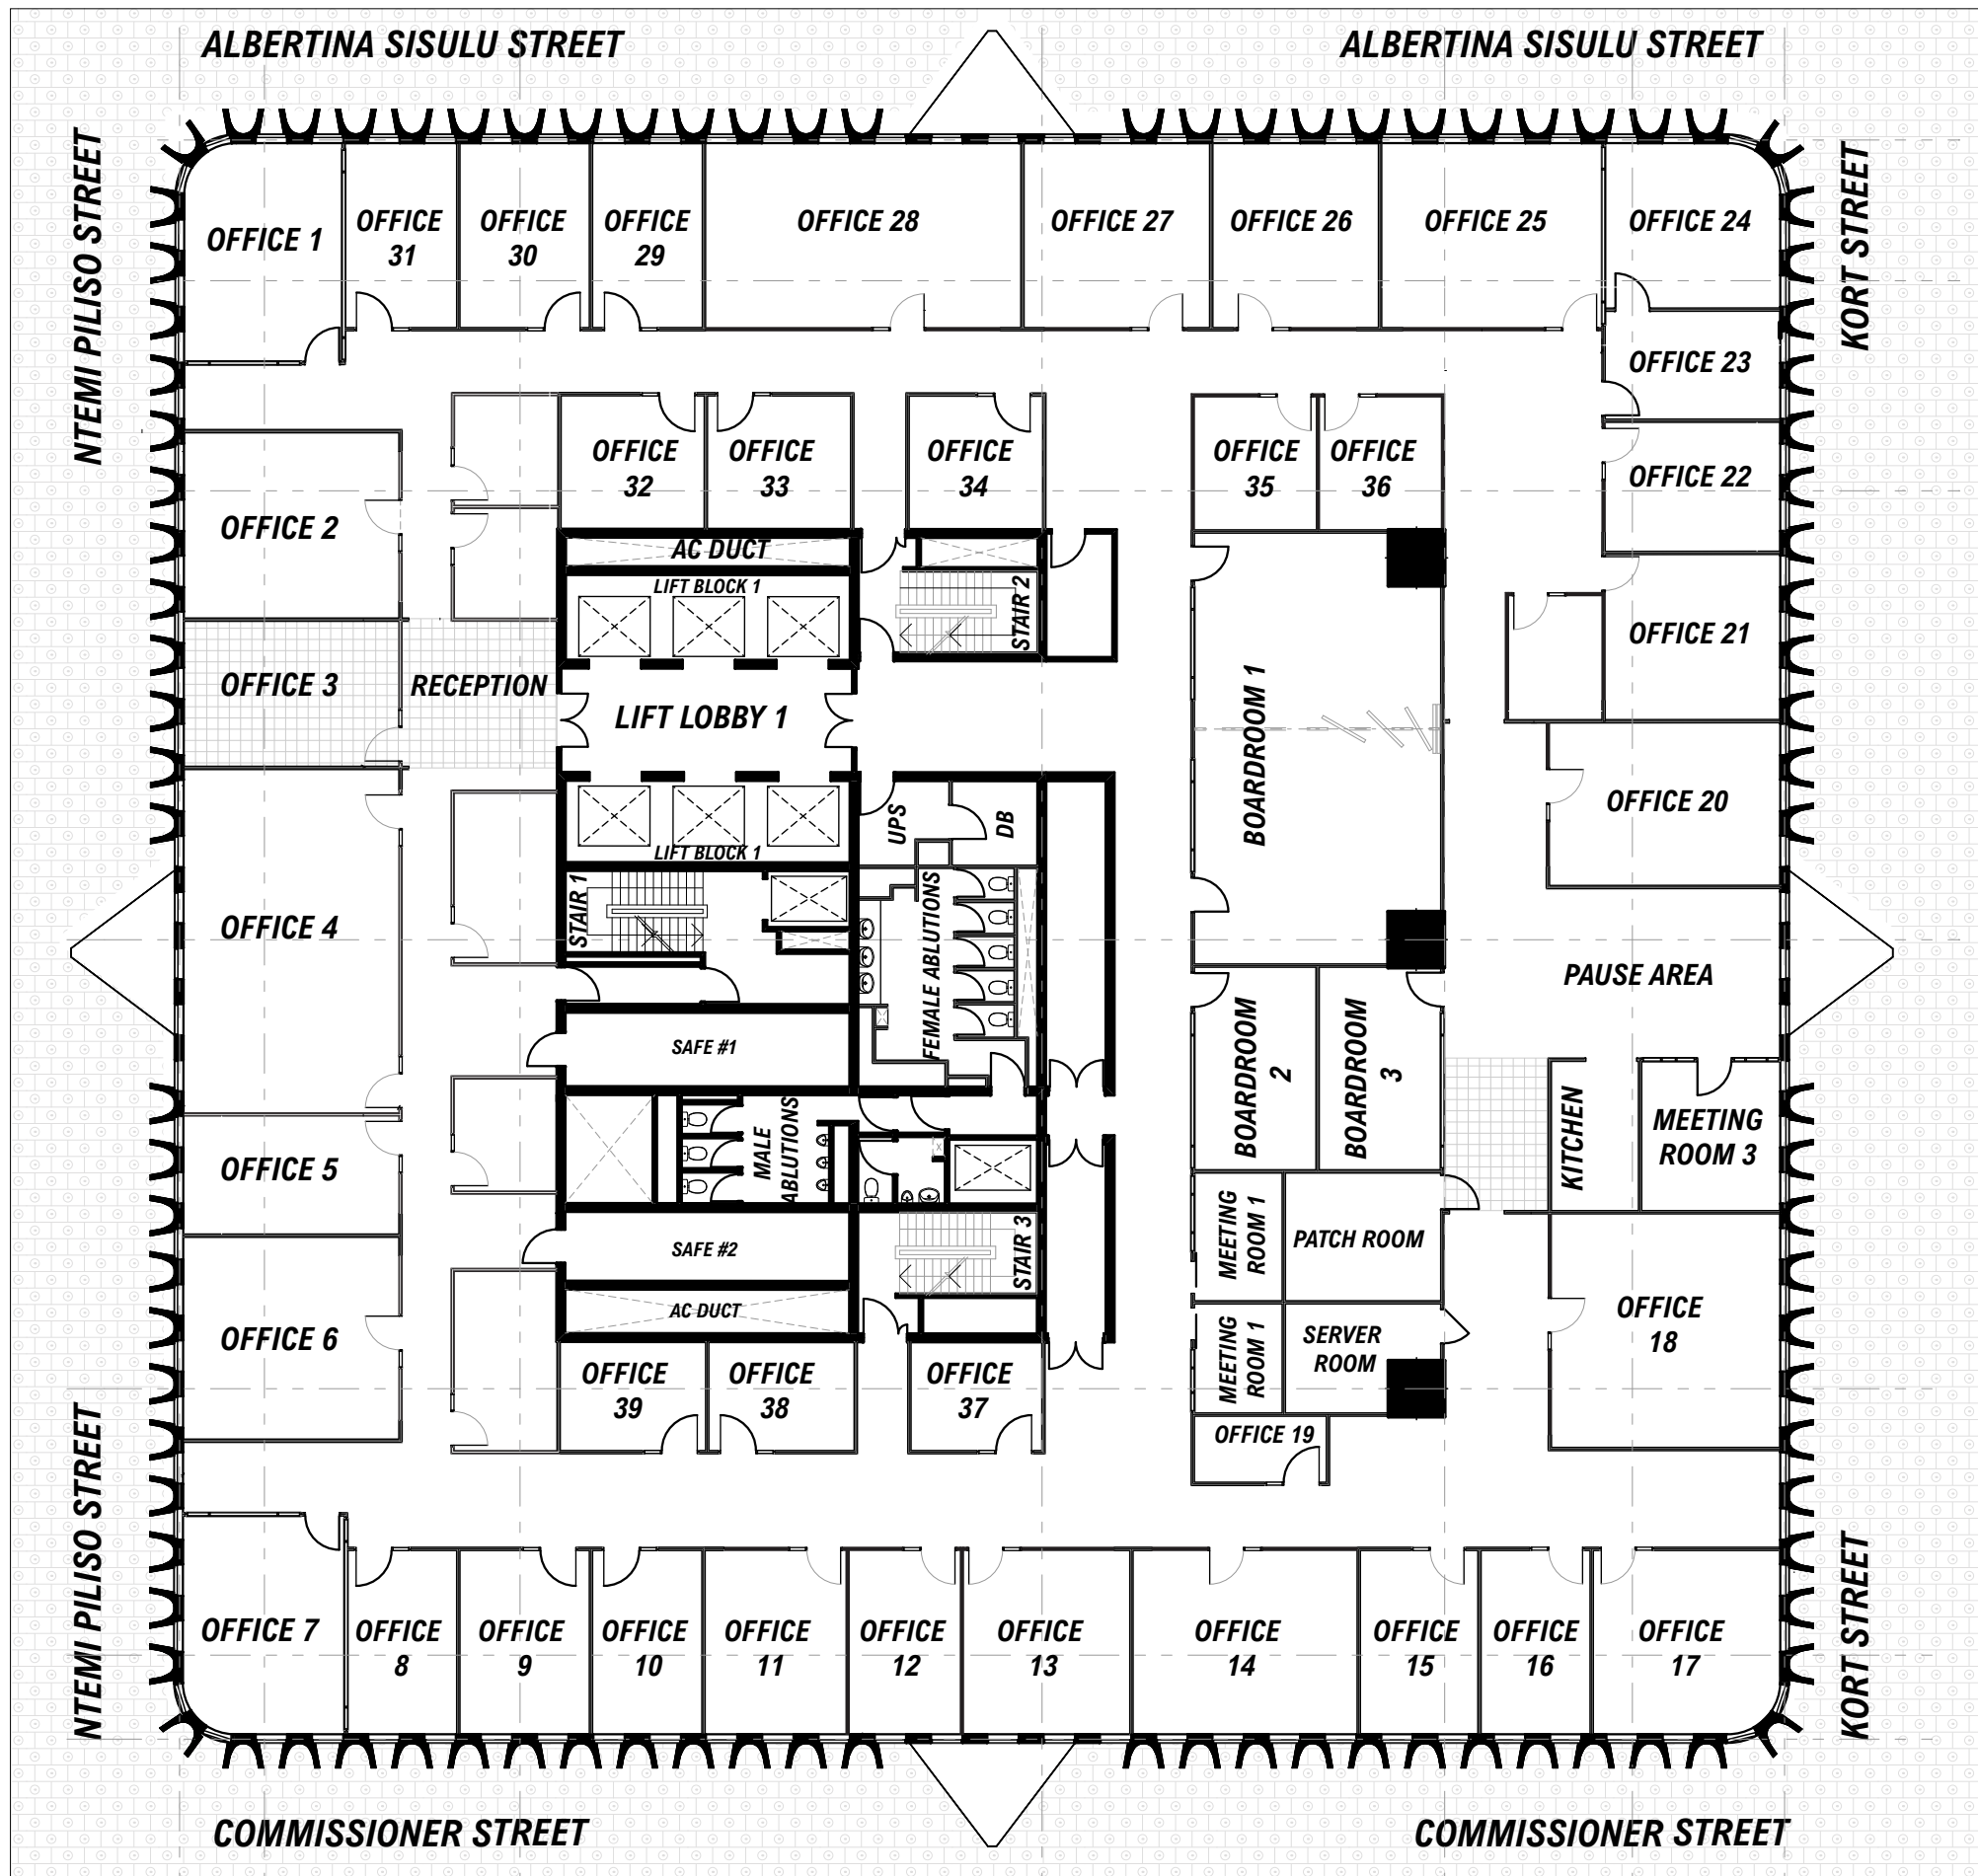 ALBERTINA SISULU STREET
ALBERTINA SISULU STREET
NTEMI PILISO STREET
KORT STREET
OFFICE 1
OFFICE
31
OFFICE
30
OFFICE
29
OFFICE 28
OFFICE 27
OFFICE 26
OFFICE 25
OFFICE 24
OFFICE 23
OFFICE 22
OFFICE 21
OFFICE 2
OFFICE
32
OFFICE
33
OFFICE
34
OFFICE
35
OFFICE
36
AC DUCT
LIFT BLOCK 1
STAIR 2
OFFICE 3
RECEPTION
LIFT LOBBY 1
BOARDROOM 1
OFFICE 20
UPS
DB
LIFT BLOCK 1
OFFICE 4
STAIR 1
FEMALE ABLUTIONS
PAUSE AREA
SAFE #1
BOARDROOM
2
BOARDROOM
3
KITCHEN
MEETING
ROOM 3
OFFICE 5
MALE
ABLUTIONS
MEETING
ROOM 1
PATCH ROOM
SAFE #2
STAIR 3
OFFICE 6
AC DUCT
MEETING
ROOM 1
SERVER
ROOM
OFFICE
18
OFFICE
39
OFFICE
38
OFFICE
37
OFFICE 19
NTEMI PILISO STREET
KORT STREET
OFFICE 7
OFFICE
8
OFFICE
9
OFFICE
10
OFFICE
11
OFFICE
12
OFFICE
13
OFFICE
14
OFFICE
15
OFFICE
16
OFFICE
17
COMMISSIONER STREET
COMMISSIONER STREET